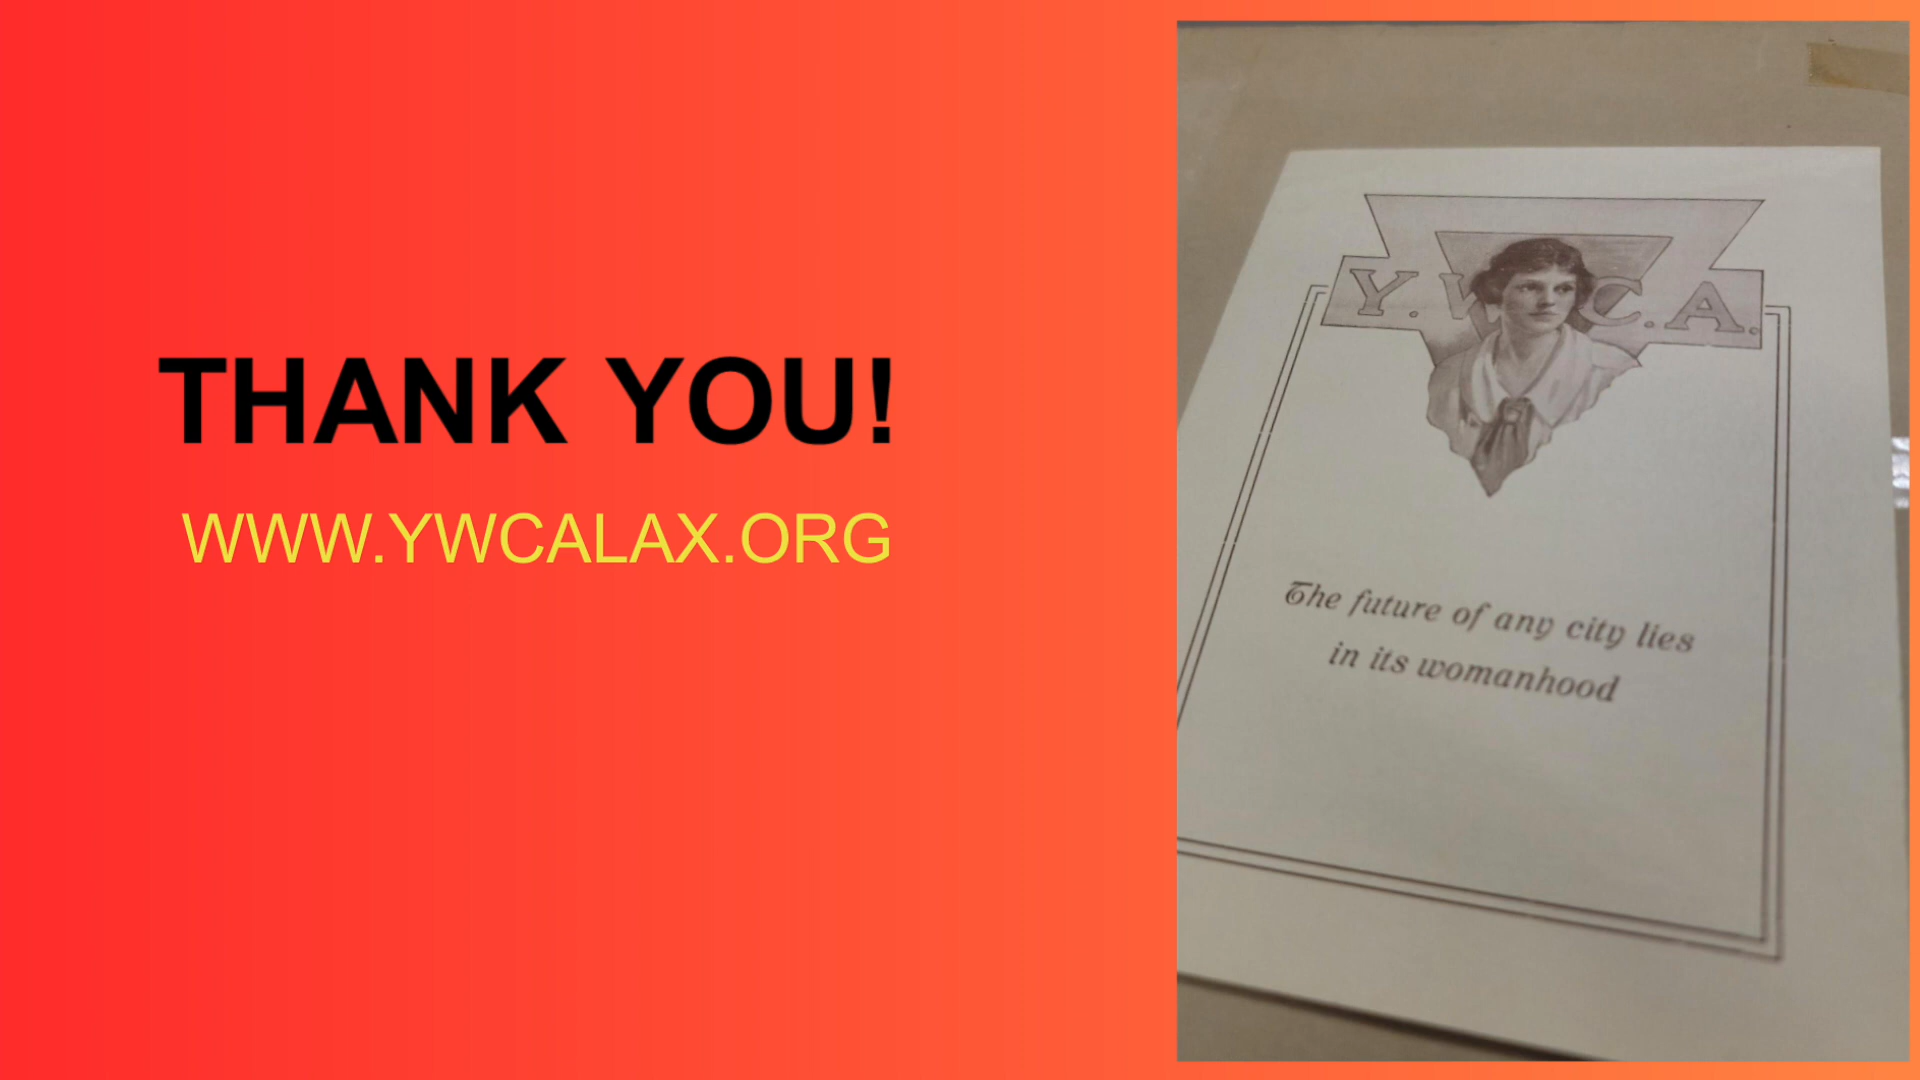 THANK YOU!
WWW.YWCALAX.ORG
Y.W.C.A.
The future of any city lies
in its womanhood